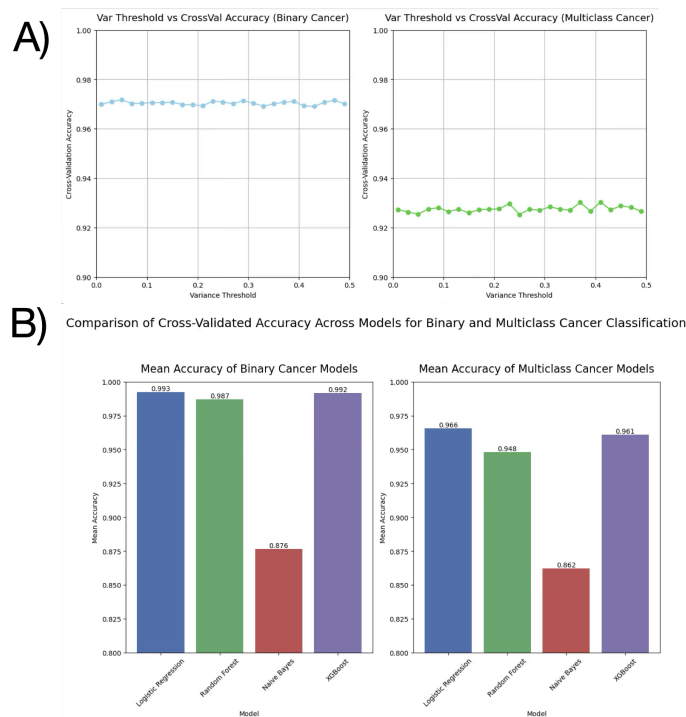 A)
Var Threshold vs CrossVal Accuracy (Binary Cancer)
1.00
0.98
0.96
0.94
0.92
0.90
Cross-Validation Accuracy
0.0 0.1 0.2 0.3 0.4 0.5
Variance Threshold
Var Threshold vs CrossVal Accuracy (Multiclass Cancer)
1.00
0.98
0.96
0.94
0.92
0.90
Cross-Validation Accuracy
0.0 0.1 0.2 0.3 0.4 0.5
Variance Threshold
B)
Comparison of Cross-Validated Accuracy Across Models for Binary and Multiclass Cancer Classification
Mean Accuracy of Binary Cancer Models
1.000
0.975
0.950
0.925
0.900
0.875
0.850
0.825
0.800
Mean Accuracy
0.993
0.987
0.876
0.992
Logistic Regression
Random Forest
Naive Bayes
XGBoost
Model
Mean Accuracy of Multiclass Cancer Models
1.000
0.975
0.950
0.925
0.900
0.875
0.850
0.825
0.800
Mean Accuracy
0.966
0.948
0.862
0.961
Logistic Regression
Random Forest
Naive Bayes
XGBoost
Model